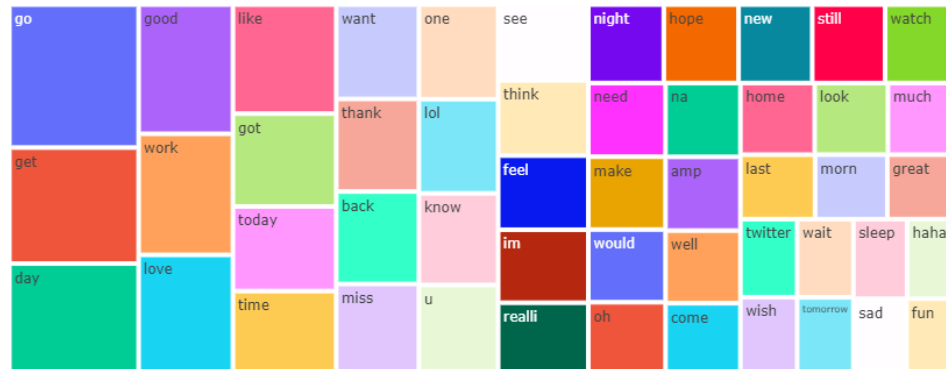 go
get
day
good
work
love
like
got
today
time
want
thank
back
miss
one
lol
know
u
see
think
feel
im
realli
night
hope
new
still
watch
need
na
home
look
much
make
amp
last
morn
great
would
well
twitter
wait
sleep
haha
oh
come
wish
tomorrow
sad
fun